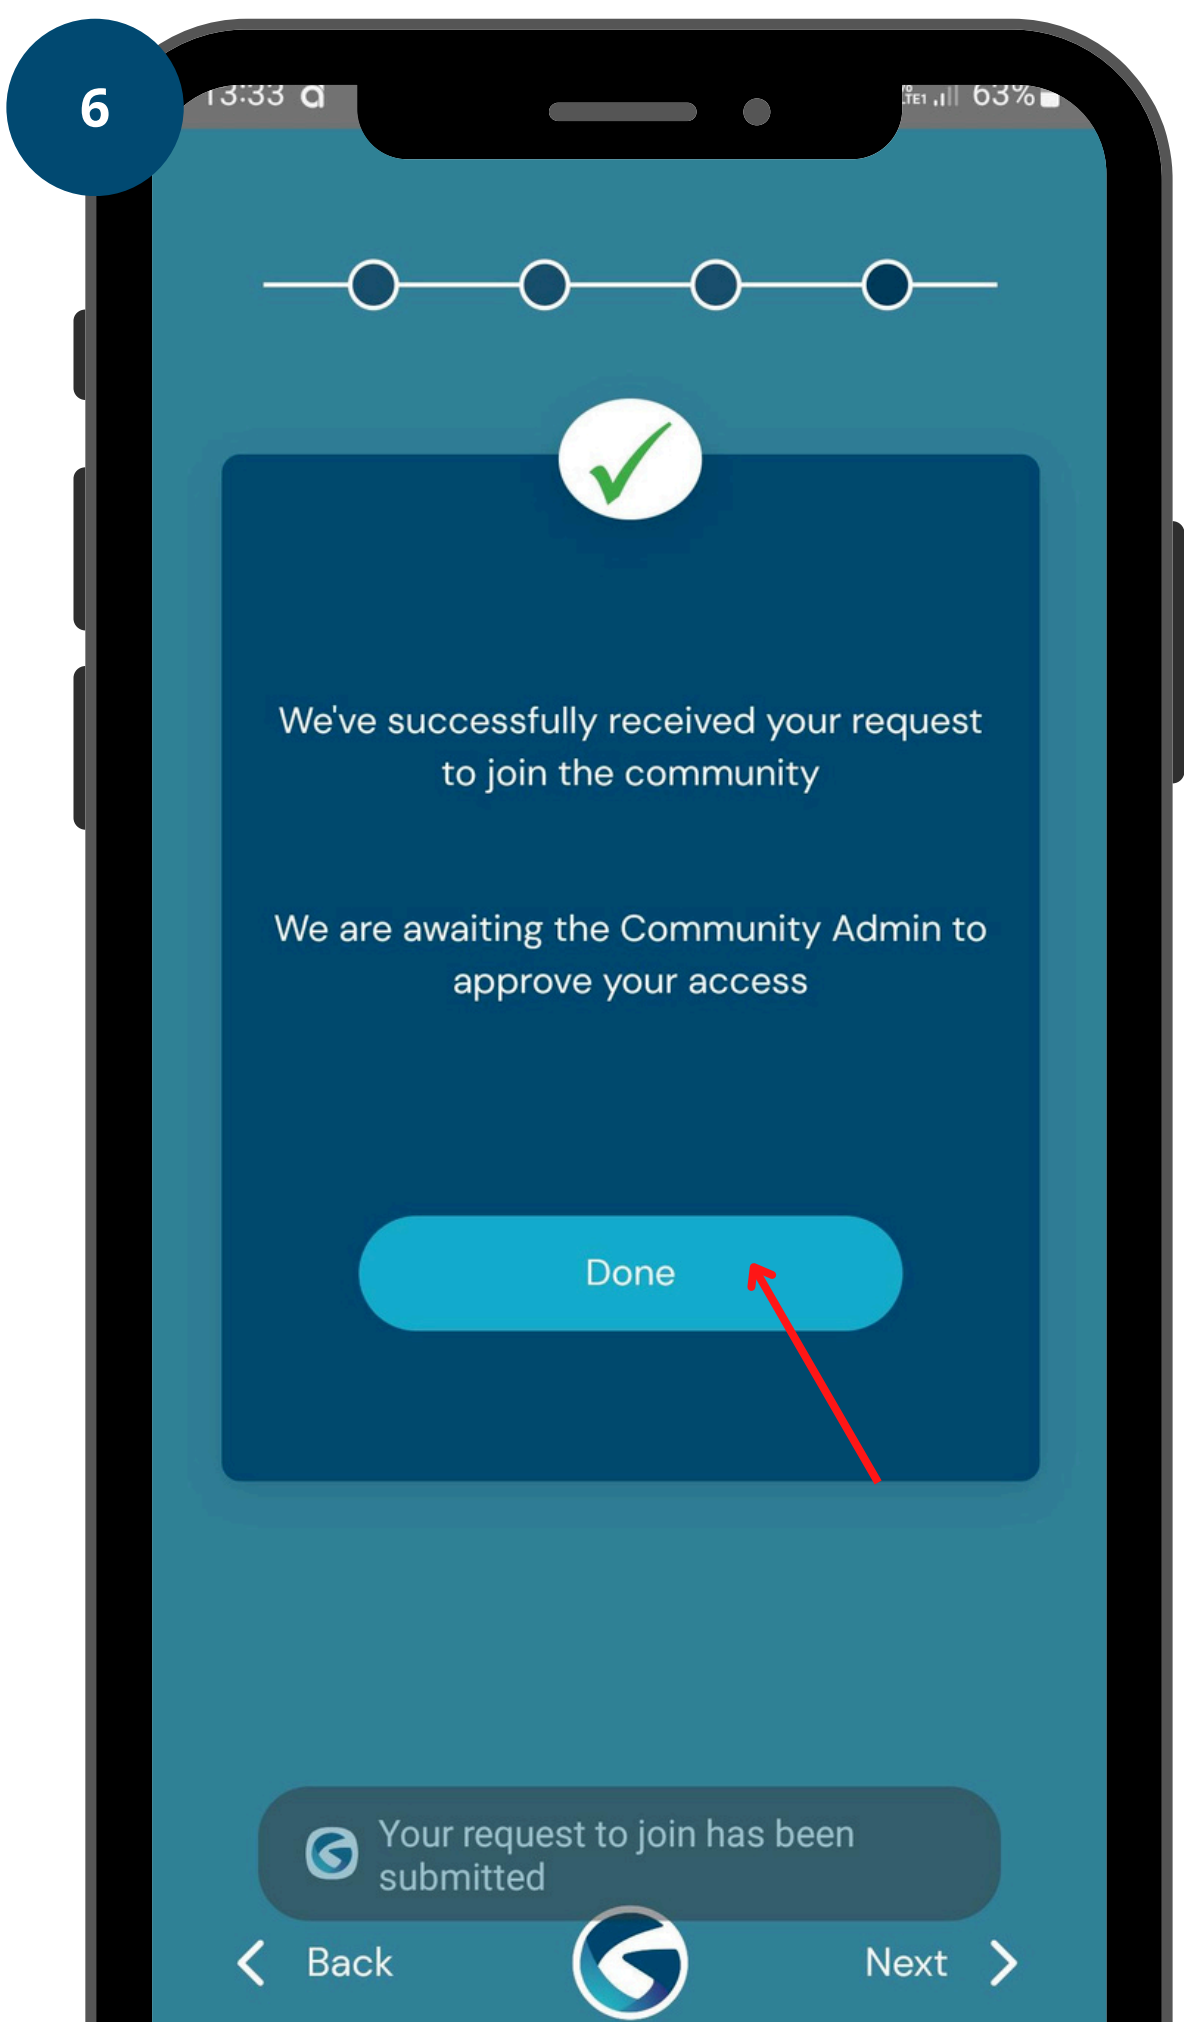 6
13:33
LTE1 63%
We've successfully received your request
to join the community
We are awaiting the Community Admin to
approve your access
Done
Your request to join has been
submitted
Back
Next